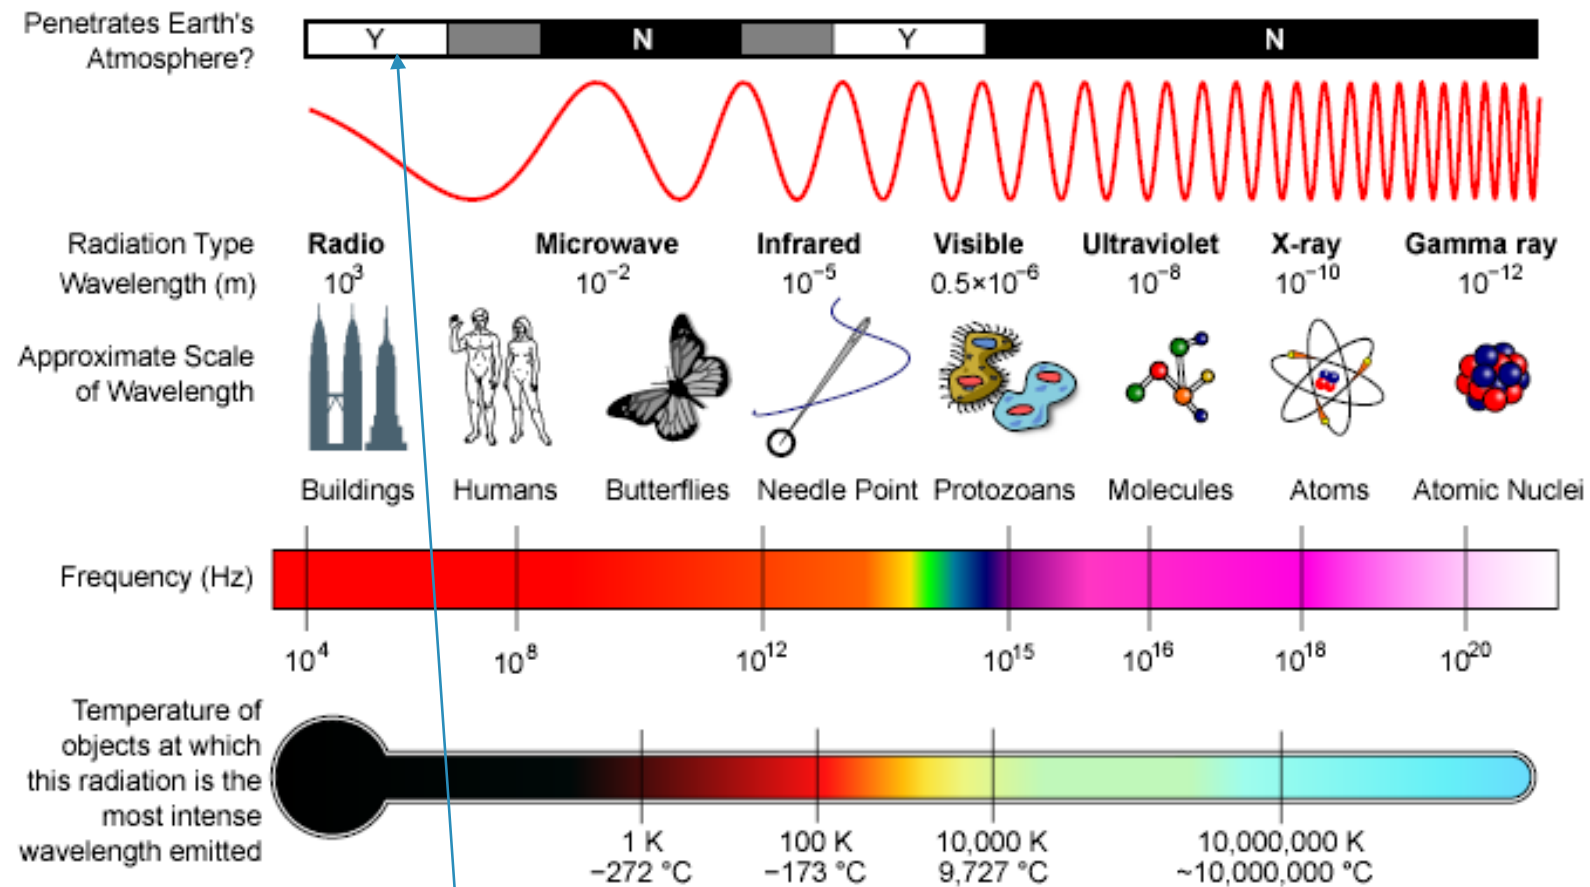 Penetrates Earth's
Atmosphere?
Y N Y N
Radiation Type Radio Microwave Infrared Visible Ultraviolet X-ray Gamma ray
Wavelength (m) 10³ 10⁻² 10⁻⁵ 0.5×10⁻⁶ 10⁻⁸ 10⁻¹⁰ 10⁻¹²
Approximate Scale
of Wavelength
Buildings Humans Butterflies Needle Point Protozoans Molecules Atoms Atomic Nuclei
Frequency (Hz)
10⁴ 10⁸ 10¹² 10¹⁵ 10¹⁶ 10¹⁸ 10²⁰
Temperature of
objects at which
this radiation is the
most intense
wavelength emitted
1 K 100 K 10,000 K 10,000,000 K
−272 °C −173 °C 9,727 °C ~10,000,000 °C